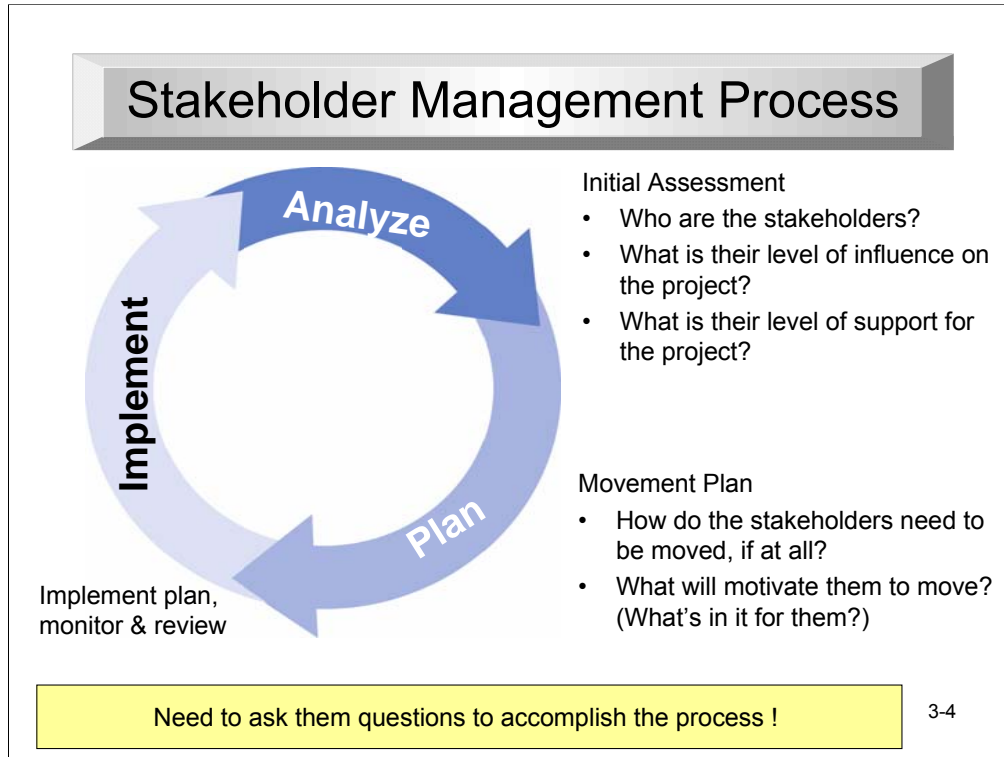 Stakeholder Management Process
Analyze
Plan
Implement
Initial Assessment
• Who are the stakeholders?
• What is their level of influence on
the project?
• What is their level of support for
the project?
Movement Plan
• How do the stakeholders need to
be moved, if at all?
• What will motivate them to move?
(What’s in it for them?)
Implement plan,
monitor & review
Need to ask them questions to accomplish the process !
3-4